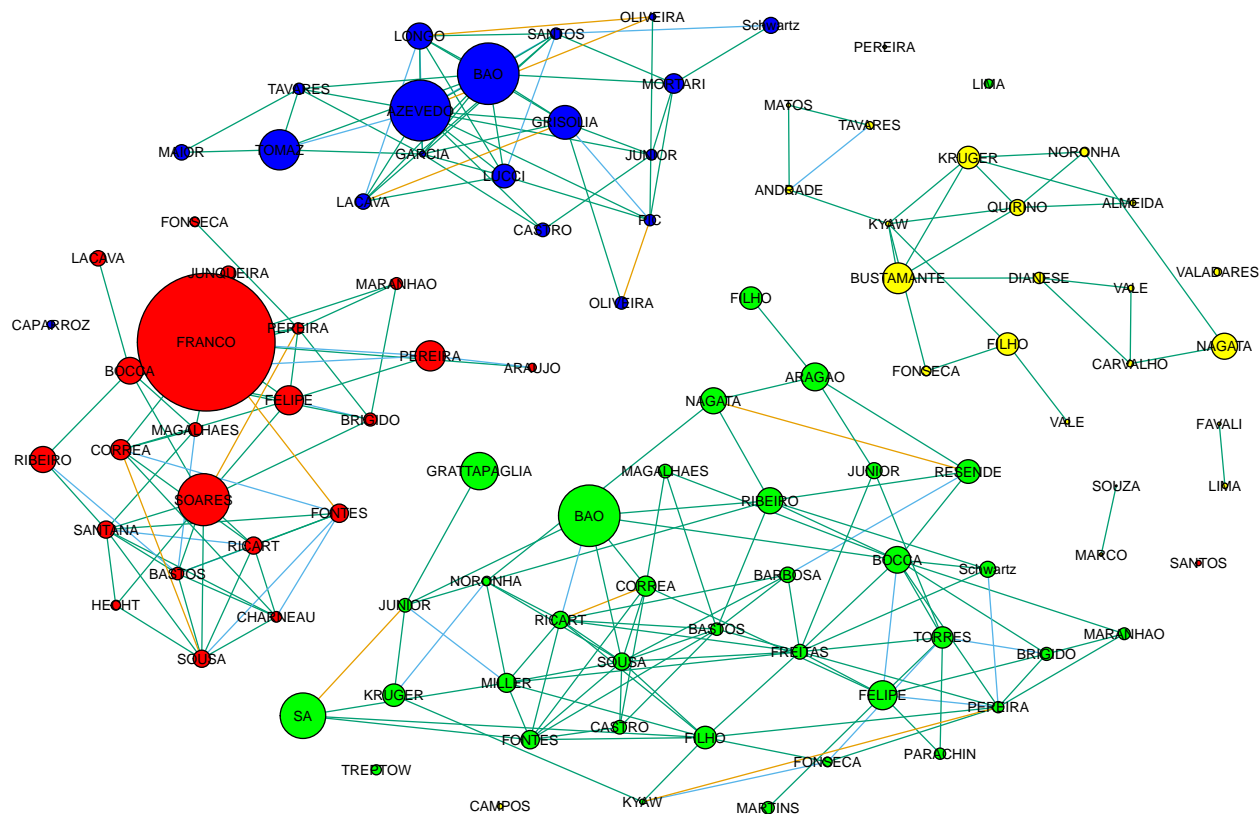 OLIVEIRA
LONGO
SANTOS
Schwartz
PEREIRA
BAO
LIMA
TAVARES
MORTARI
MATOS
AZEVEDO
GRISOLIA
TAVARES
MAIOR
TOMAZ
GARCIA
JUNIOR
KRUGER
NORONHA
LUCCI
ANDRADE
LACAVA
QUIRINO
ALMEIDA
FONSECA
PIC
KYAW
CASTRO
LACAVA
JUNQUEIRA
MARANHAO
BUSTAMANTE
DIANESE
VALADARES
VALE
FILHO
OLIVEIRA
CAPARROZ
PEREIRA
FRANCO
PEREIRA
FILHO
NAGATA
BOCCA
ARAUJO
FONSECA
CARVALHO
ARAGAO
FELIPE
NAGATA
BRIGIDO
VALE
FAVALI
MAGALHAES
CORREA
RIBEIRO
GRATTAPAGLIA
MAGALHAES
JUNIOR
RESENDE
SOUZA
LIMA
SOARES
RIBEIRO
FONTES
BAO
SANTANA
RICART
MARCO
BOCCA
SANTOS
BASTOS
NORONHA
CORREA
BARBOSA
Schwartz
HECHT
CHARNEAU
JUNIOR
RICART
BASTOS
TORRES
MARANHAO
SOUSA
SOUSA
FREITAS
BRIGIDO
MILLER
KRUGER
FELIPE
PEREIRA
SA
CASTRO
FONTES
FILHO
PARACHIN
FONSECA
TREPTOW
CAMPOS
KYAW
MARTINS